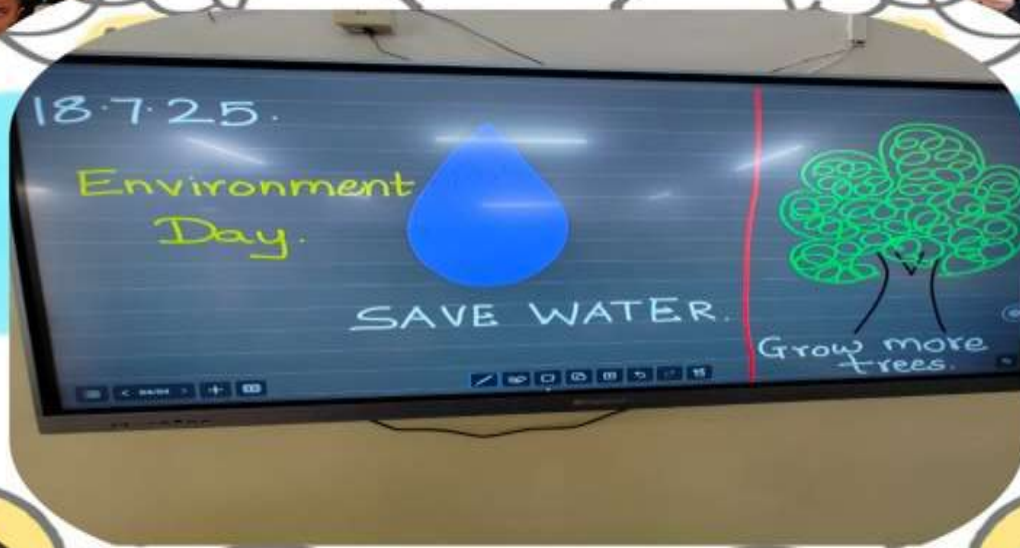 18.7.25.
Environment
Day.
SAVE WATER.
Grow more
trees.